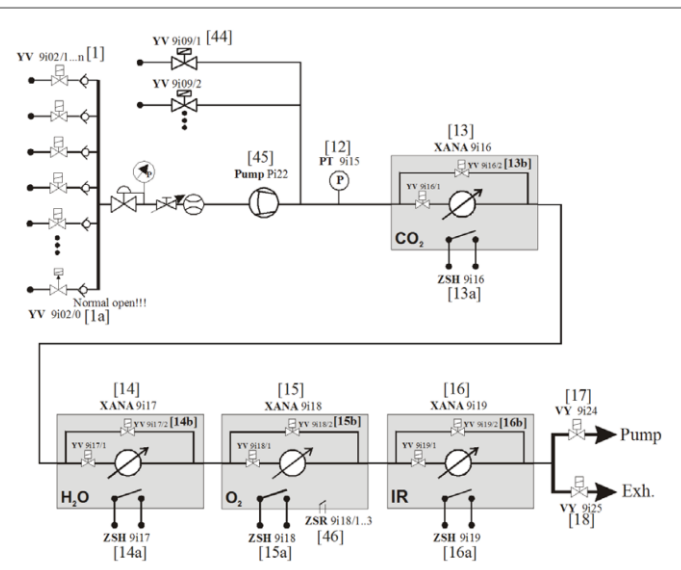 YV 9i02/1...n [1]
YV 9i09/1 [44]
YV 9i09/2
P
[45]
Pump Pi22
[12]
PT 9i15
P
[13]
XANA 9i16
YV 9i16/2 [13b]
YV 9i16/1
CO₂
ZSH 9i16
[13a]
Normal open!!!
YV 9i02/0 [1a]
[14]
XANA 9i17
YV 9i17/2 [14b]
YV 9i17/1
H₂O
ZSH 9i17
[14a]
[15]
XANA 9i18
YV 9i18/2 [15b]
YV 9i18/1
O₂
ZSR 9i18/1..3
[46]
ZSH 9i18
[15a]
[16]
XANA 9i19
YV 9i19/2 [16b]
YV 9i19/1
IR
ZSH 9i19
[16a]
[17]
VY 9i24
Pump
Exh.
VY 9i25
[18]